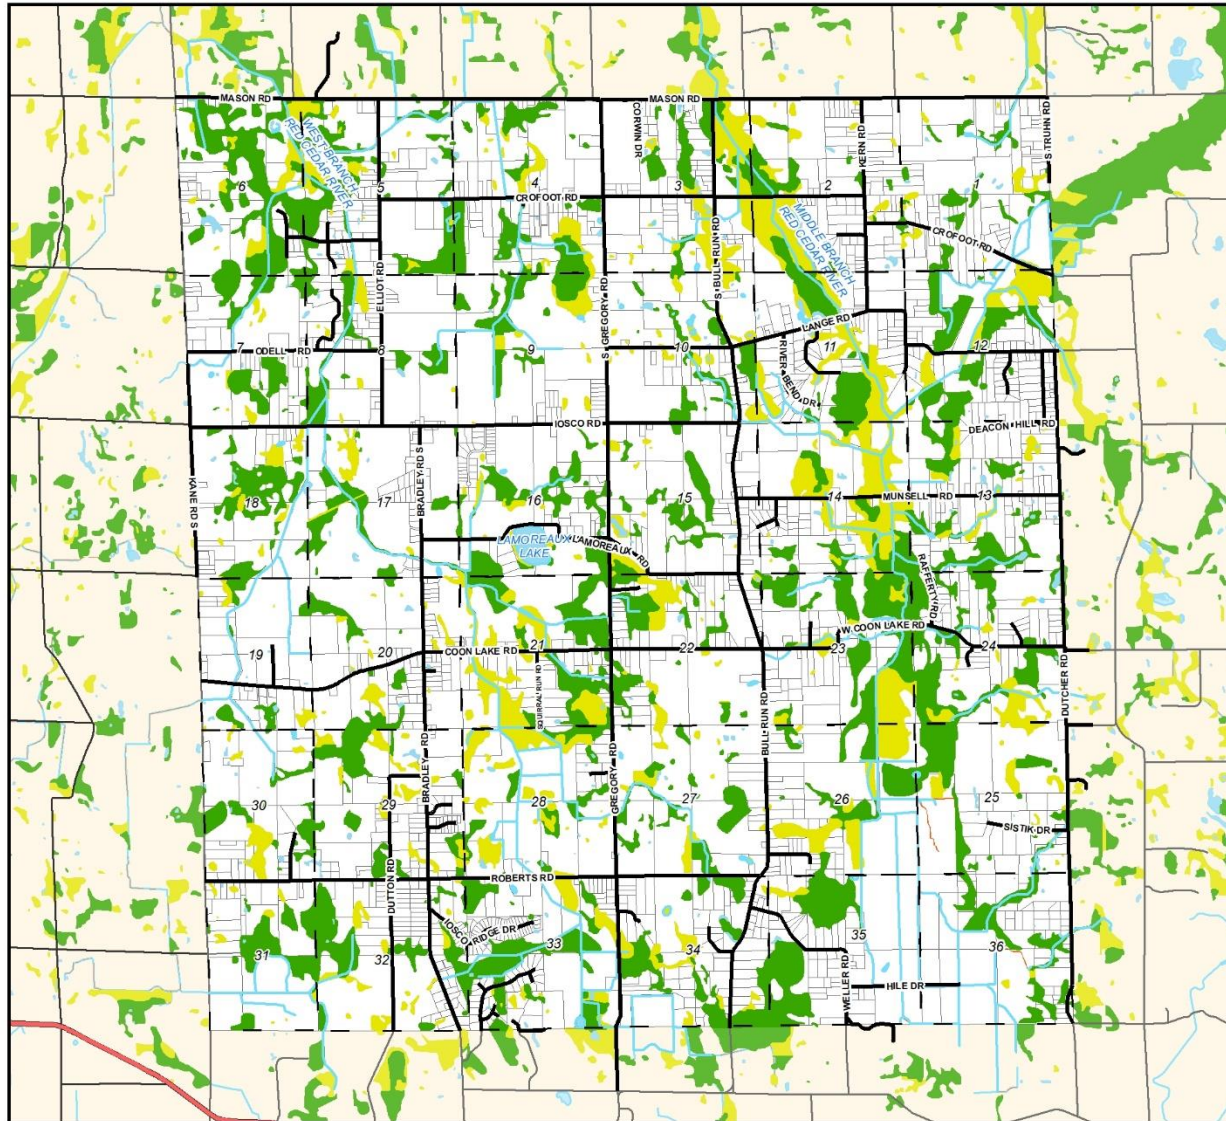 MASON RD
MASON RD
CORWIN DR
KERN RD
S TRUHN RD
WEST BRANCH
RED CEDAR RIVER
6
5
4
3
2
1
CROFOOT RD
MIDDLE BRANCH
RED CEDAR RIVER
CROFOOT RD
ELLIOT RD
S GREGORY RD
S BULL RUN RD
LANGE RD
7
ODELL RD
8
9
10
11
12
RIVER BEND DR
IOSCO RD
DEACON HILL RD
KANE RD S
BRADLEY RD S
18
17
16
15
14
MUNSELL RD
13
LAMOREAUX
LAKE
LAMOREAUX RD
RAFFERTY RD
W COON LAKE RD
19
20
COON LAKE RD
21
22
23
24
DUTCHER RD
BULL RUN RD
BRADLEY RD
GREGORY RD
30
29
28
27
26
25
SISTIK DR
DUTTON RD
ROBERTS RD
IOSCO RIDGE DR
31
32
33
34
35
36
WELLER RD
HILE DR